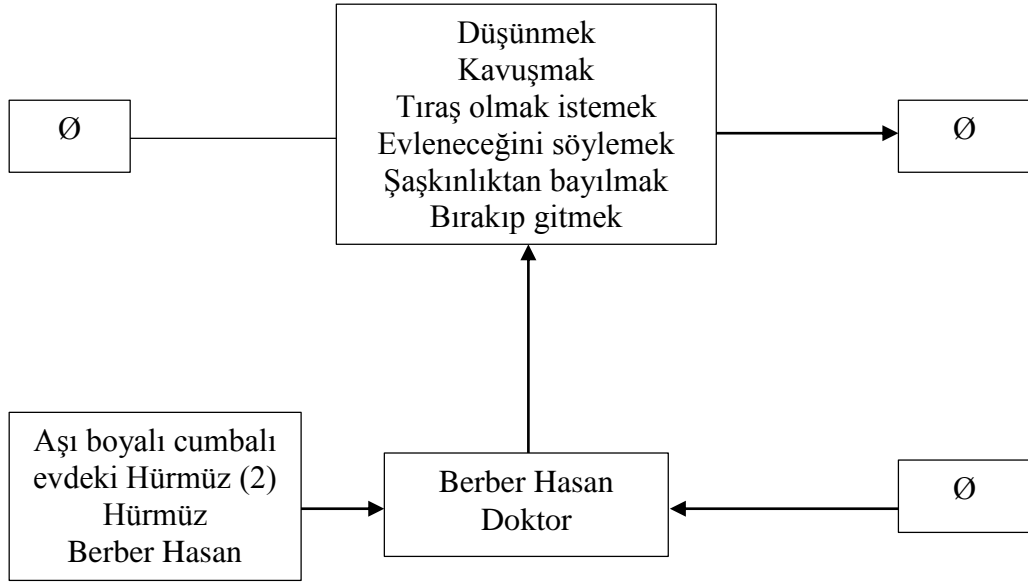 Ø
Düşünmek
Kavuşmak
Tıraş olmak istemek
Evleneceğini söylemek
Şaşkınlıktan bayılmak
Bırakıp gitmek
Ø
Aşı boyalı cumbalı
evdeki Hürmüz (2)
Hürmüz
Berber Hasan
Berber Hasan
Doktor
Ø